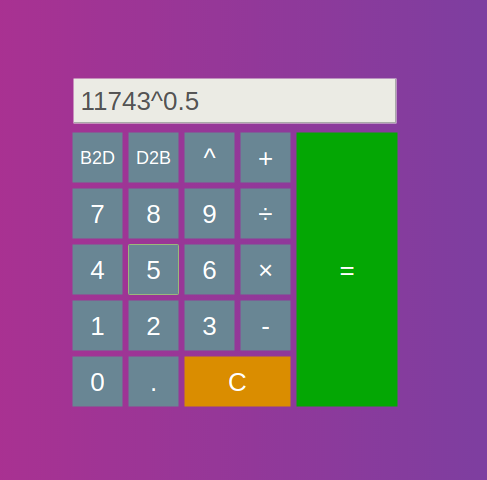 11743^0.5
B2D D2B ^ +
7 8 9 ÷
4 5 6 × =
1 2 3 -
0 . C